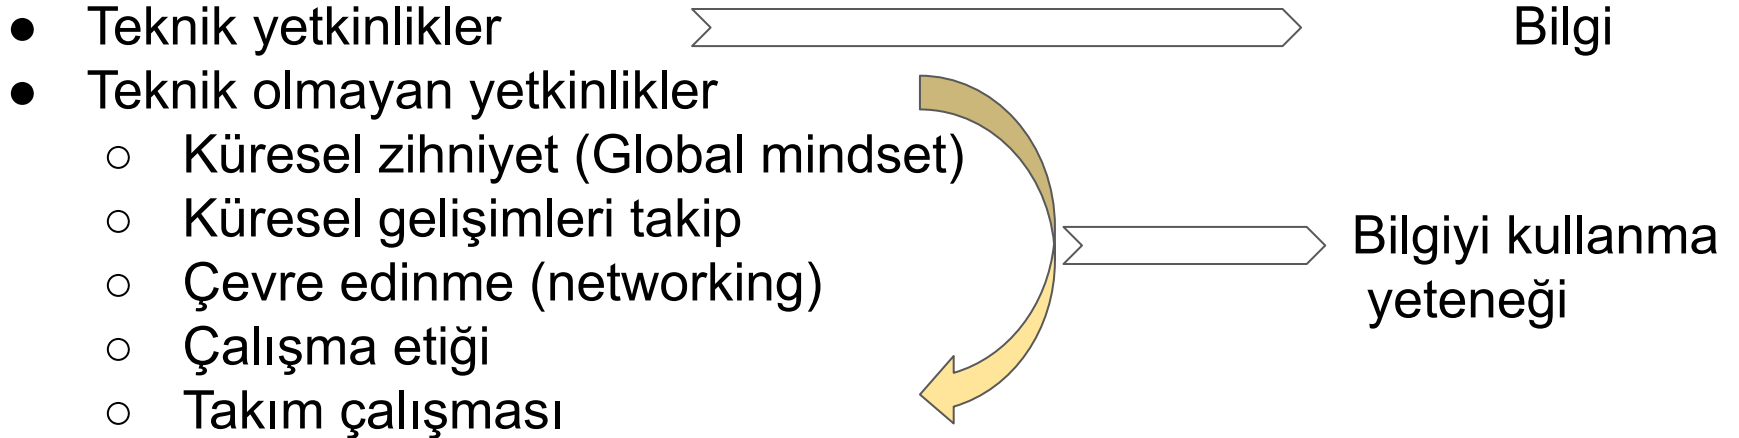 ● Teknik yetkinlikler Bilgi
● Teknik olmayan yetkinlikler
○ Küresel zihniyet (Global mindset)
○ Küresel gelişimleri takip
○ Çevre edinme (networking)
○ Çalışma etiği
○ Takım çalışması
Bilgiyi kullanma
yeteneği